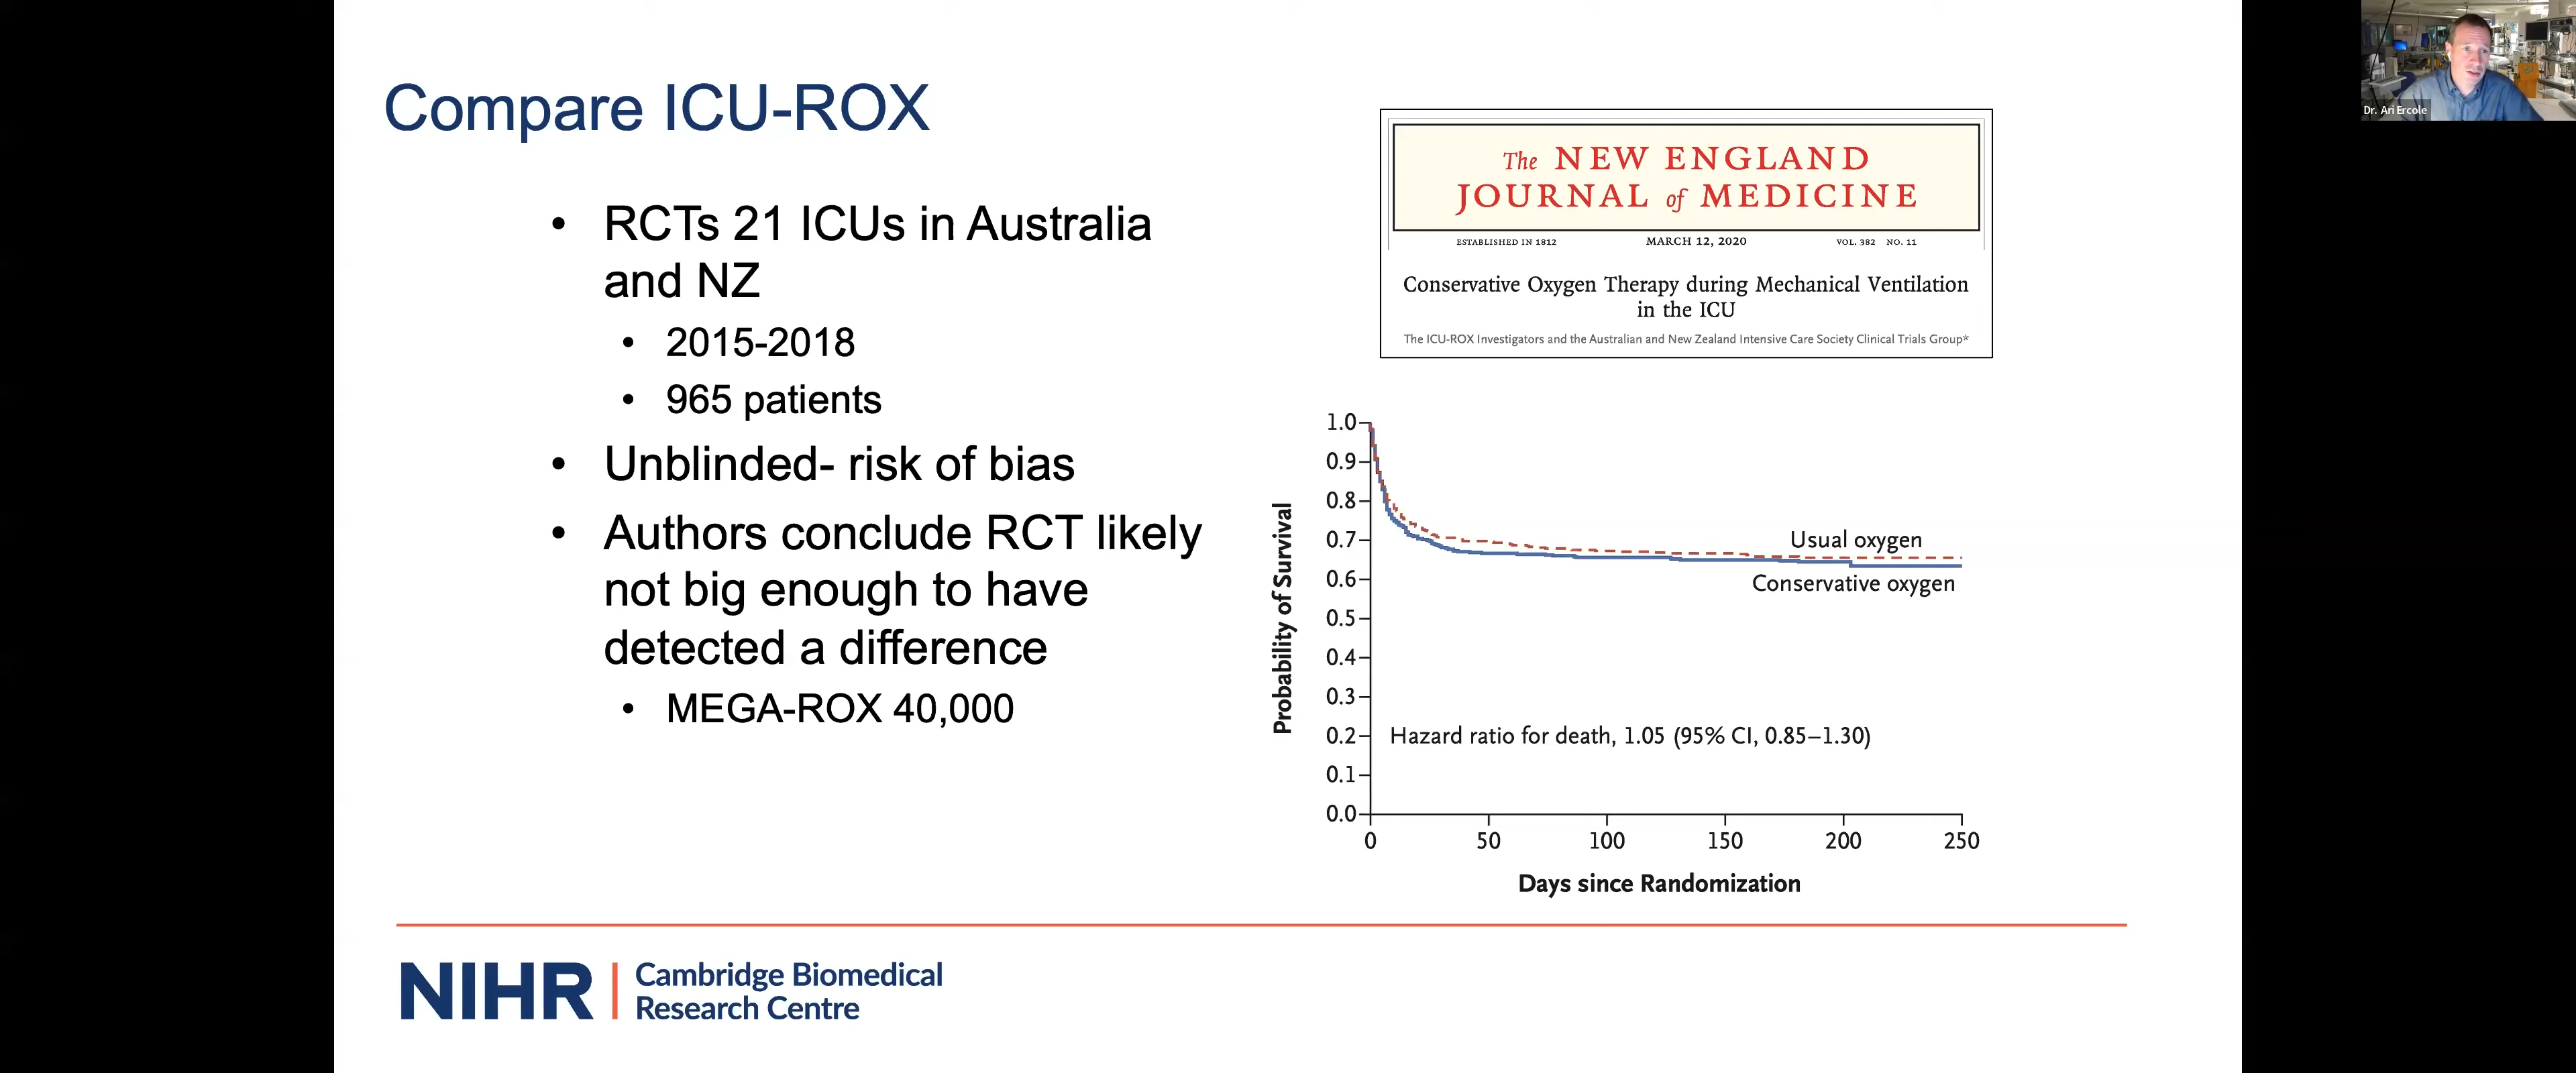 Compare ICU-ROX
• RCTs 21 ICUs in Australia
and NZ
• 2015-2018
• 965 patients
• Unblinded- risk of bias
• Authors conclude RCT likely
not big enough to have
detected a difference
• MEGA-ROX 40,000
The NEW ENGLAND
JOURNAL of MEDICINE
ESTABLISHED IN 1812 MARCH 12, 2020 VOL. 382 NO. 11
Conservative Oxygen Therapy during Mechanical Ventilation
in the ICU
The ICU-ROX Investigators and the Australian and New Zealand Intensive Care Society Clinical Trials Group*
Probability of Survival
1.0
0.9
0.8
0.7
0.6
0.5
0.4
0.3
0.2
0.1
0.0
Usual oxygen
Conservative oxygen
Hazard ratio for death, 1.05 (95% CI, 0.85–1.30)
0 50 100 150 200 250
Days since Randomization
NIHR | Cambridge Biomedical
Research Centre
Dr. Ari Ercole